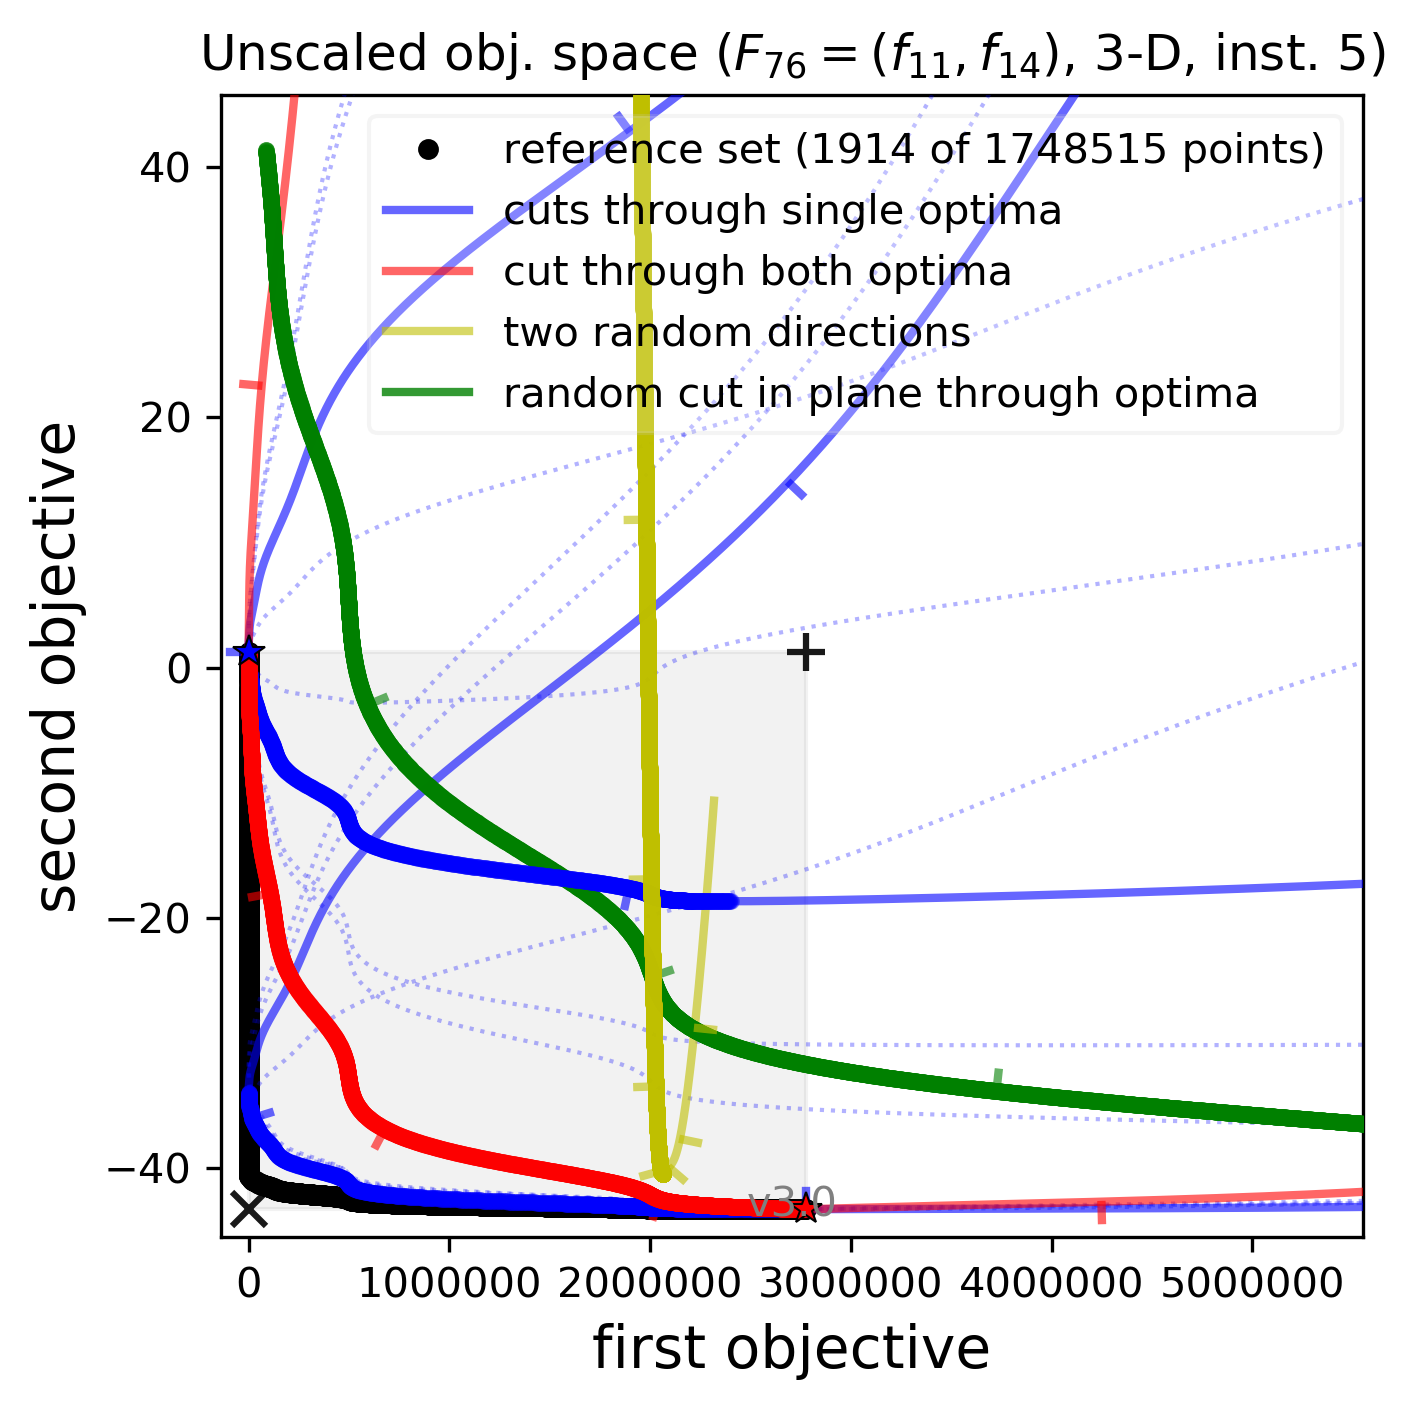 Unscaled obj. space (F₇₆ = (f₁₁, f₁₄), 3-D, inst. 5)
reference set (1914 of 1748515 points)
cuts through single optima
cut through both optima
two random directions
random cut in plane through optima
40
20
0
−20
−40
second objective
v3.0
0 1000000 2000000 3000000 4000000 5000000
first objective